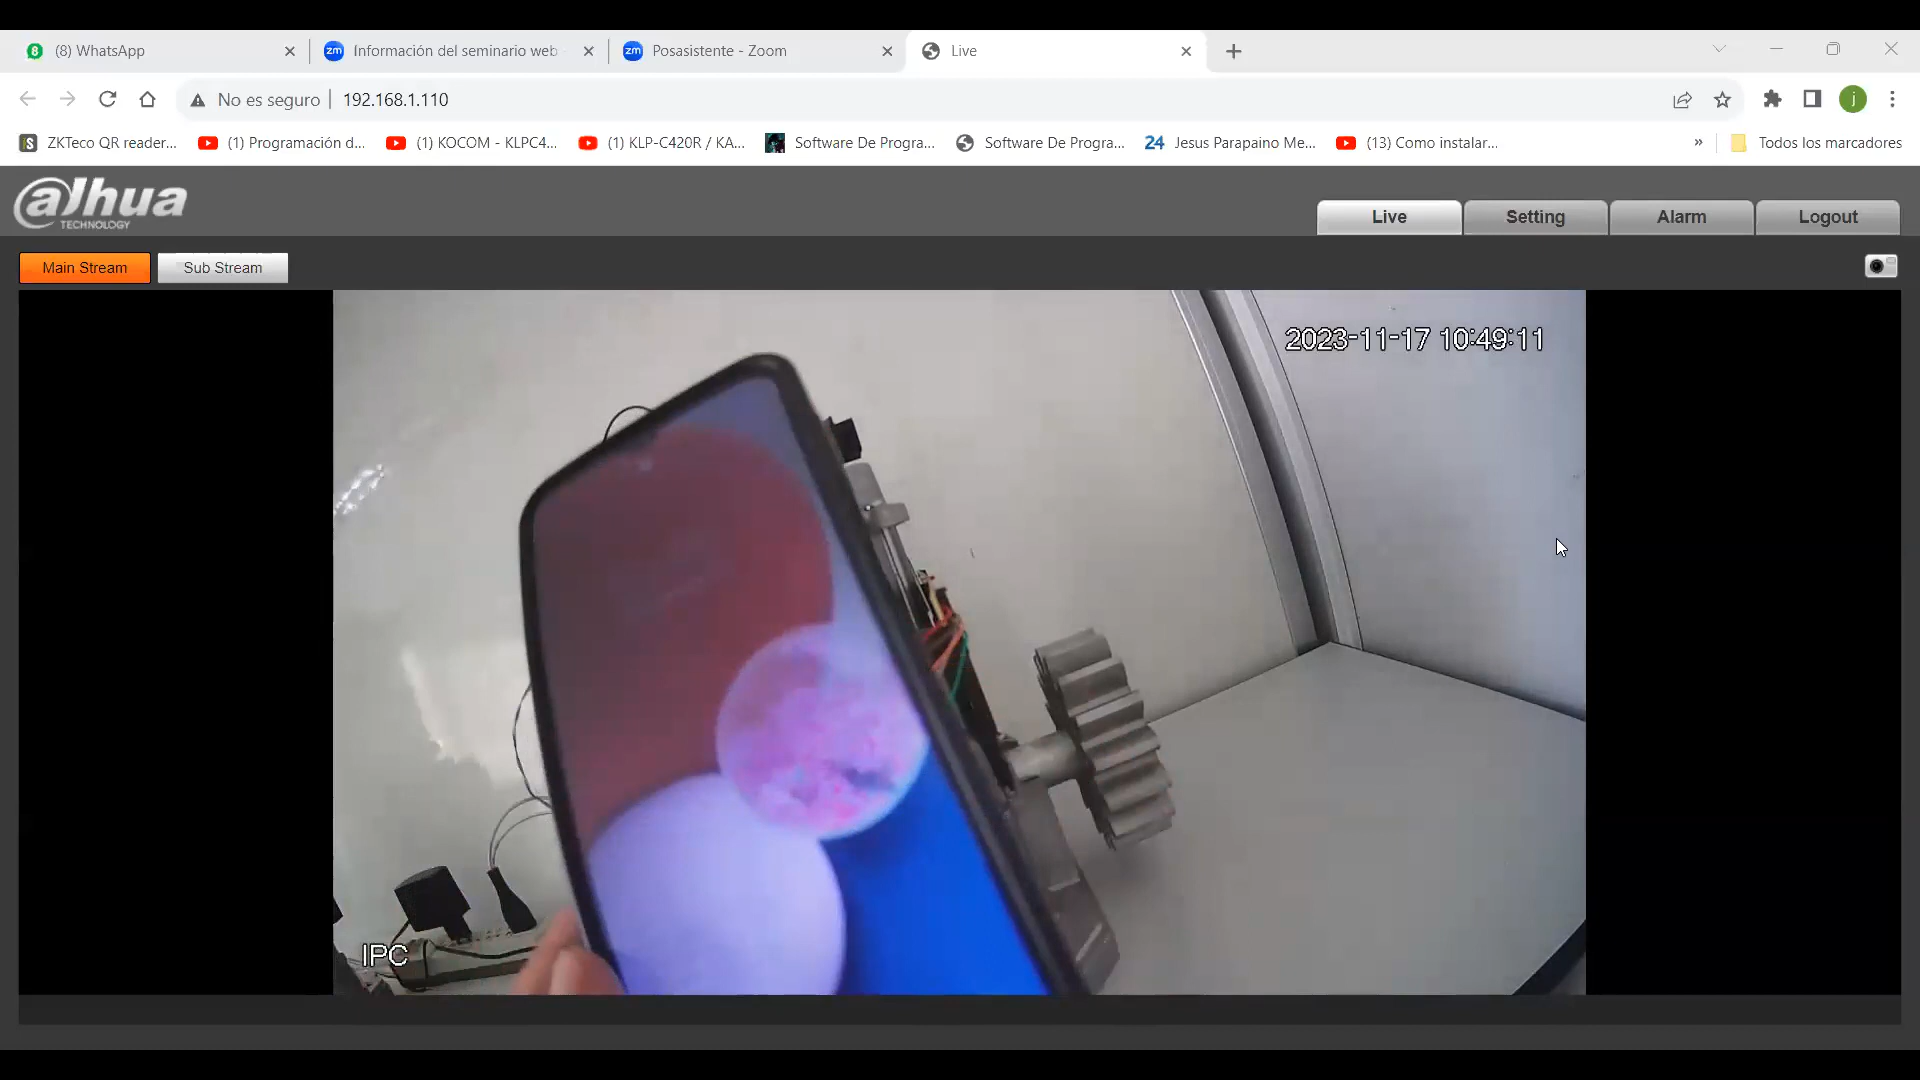 (8) WhatsApp
Información del seminario web -
Posasistente - Zoom
Live
No es seguro 192.168.1.110
ZKTeco QR reader...
(1) Programación d...
(1) KOCOM - KLPC4...
(1) KLP-C420R / KA...
Software De Progra...
Software De Progra...
24 Jesus Parapaino Me...
(13) Como instalar...
»
Todos los marcadores
alhua
TECHNOLOGY
Live
Setting
Alarm
Logout
Main Stream
Sub Stream
2023-11-17 10:49:11
IPC